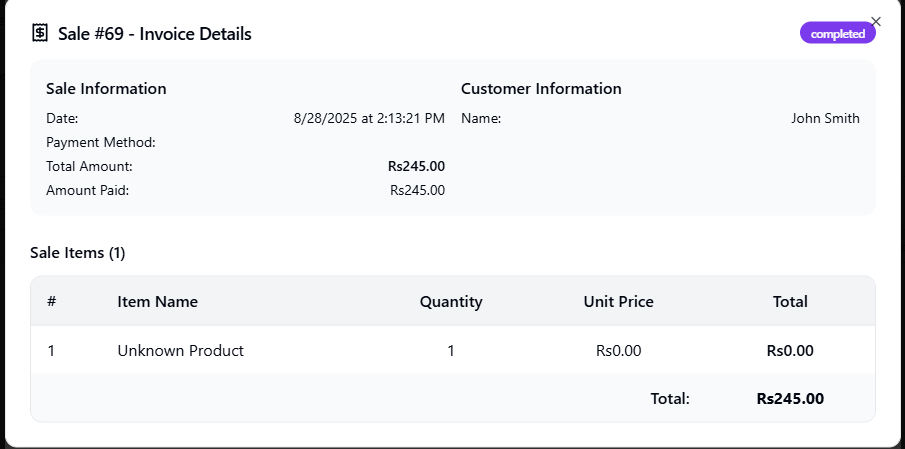 Sale #69 - Invoice Details
completed
Sale Information
Date: 8/28/2025 at 2:13:21 PM
Payment Method:
Total Amount: Rs245.00
Amount Paid: Rs245.00
Customer Information
Name: John Smith
Sale Items (1)
# Item Name Quantity Unit Price Total
1 Unknown Product 1 Rs0.00 Rs0.00
Total: Rs245.00